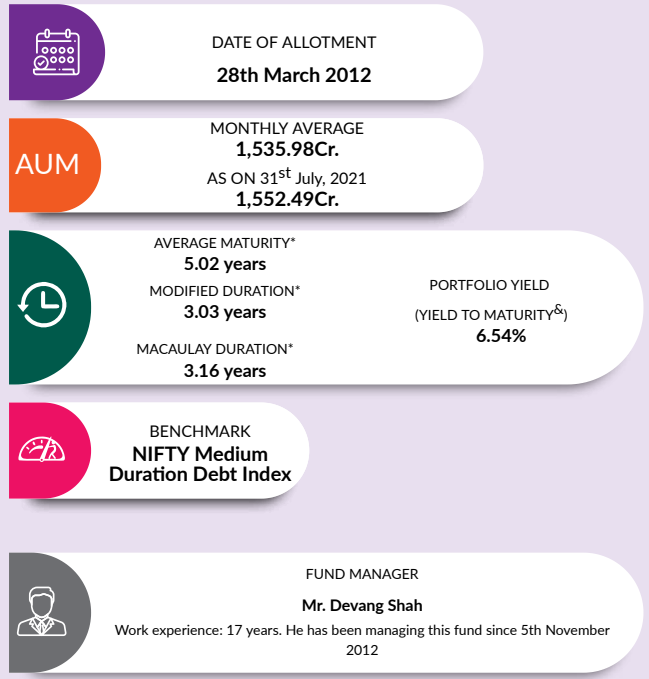 DATE OF ALLOTMENT
28th March 2012
AUM
MONTHLY AVERAGE
1,535.98Cr.
AS ON 31st July, 2021
1,552.49Cr.
AVERAGE MATURITY*
5.02 years
MODIFIED DURATION*
3.03 years
MACAULAY DURATION*
3.16 years
PORTFOLIO YIELD
(YIELD TO MATURITY&)
6.54%
BENCHMARK
NIFTY Medium
Duration Debt Index
FUND MANAGER
Mr. Devang Shah
Work experience: 17 years. He has been managing this fund since 5th November
2012